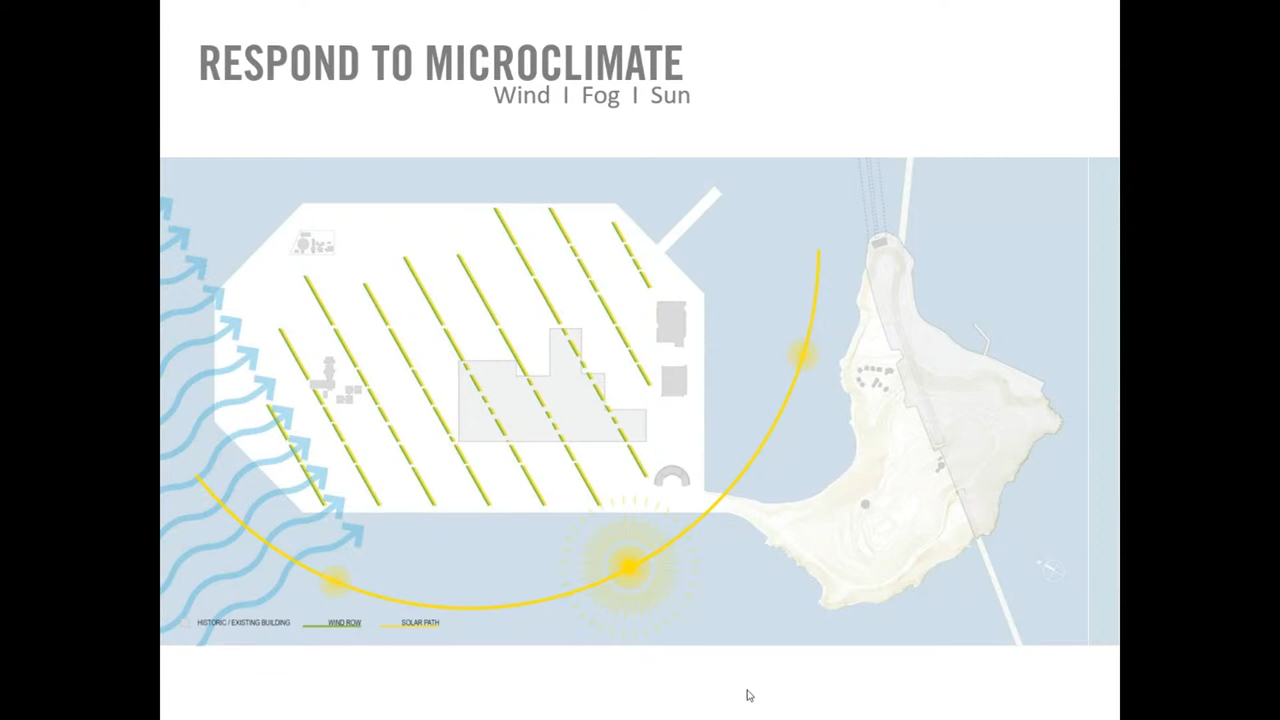 RESPOND TO MICROCLIMATE
Wind I Fog I Sun
HISTORIC / EXISTING BUILDING WIND ROW SOLAR PATH